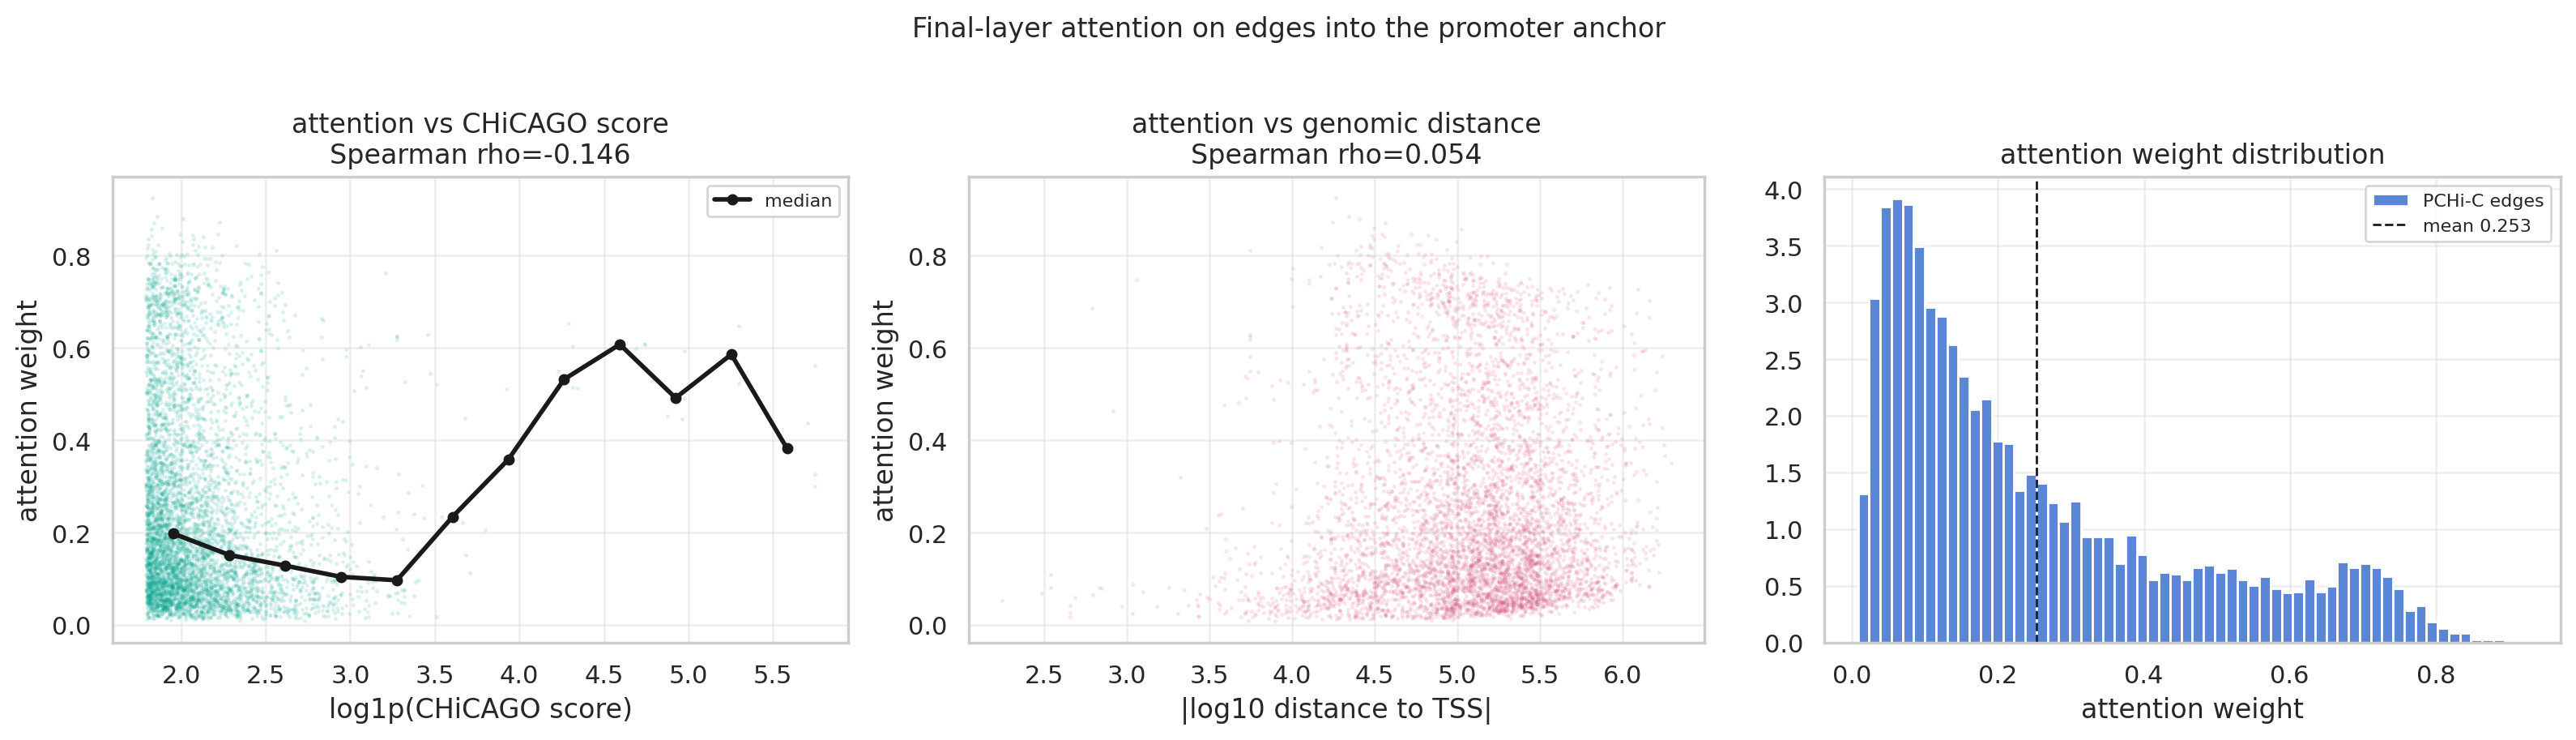 Final-layer attention on edges into the promoter anchor
attention vs CHiCAGO score
Spearman rho=-0.146
median
attention weight
0.8
0.6
0.4
0.2
0.0
2.0 2.5 3.0 3.5 4.0 4.5 5.0 5.5
log1p(CHiCAGO score)
attention vs genomic distance
Spearman rho=0.054
attention weight
0.8
0.6
0.4
0.2
0.0
2.5 3.0 3.5 4.0 4.5 5.0 5.5 6.0
|log10 distance to TSS|
attention weight distribution
PCHi-C edges
mean 0.253
4.0
3.5
3.0
2.5
2.0
1.5
1.0
0.5
0.0
0.0 0.2 0.4 0.6 0.8
attention weight